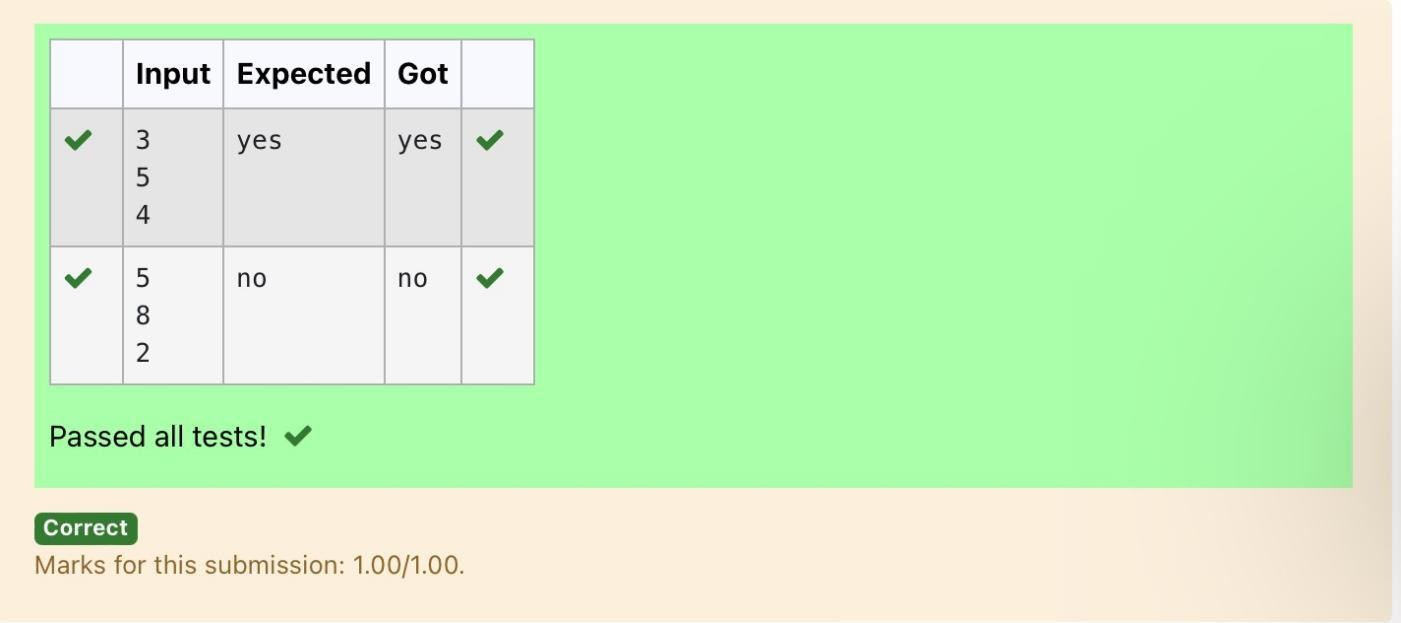 Input Expected Got
3 yes yes
5
4
5 no no
8
2
Passed all tests!
Correct
Marks for this submission: 1.00/1.00.